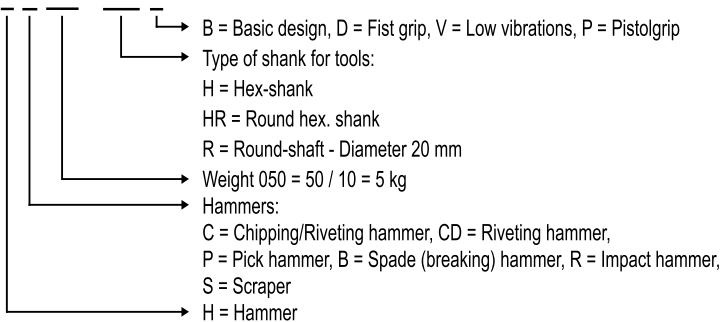 B = Basic design, D = Fist grip, V = Low vibrations, P = Pistolgrip
Type of shank for tools:
H = Hex-shank
HR = Round hex. shank
R = Round-shaft - Diameter 20 mm
Weight 050 = 50 / 10 = 5 kg
Hammers:
C = Chipping/Riveting hammer, CD = Riveting hammer,
P = Pick hammer, B = Spade (breaking) hammer, R = Impact hammer,
S = Scraper
H = Hammer